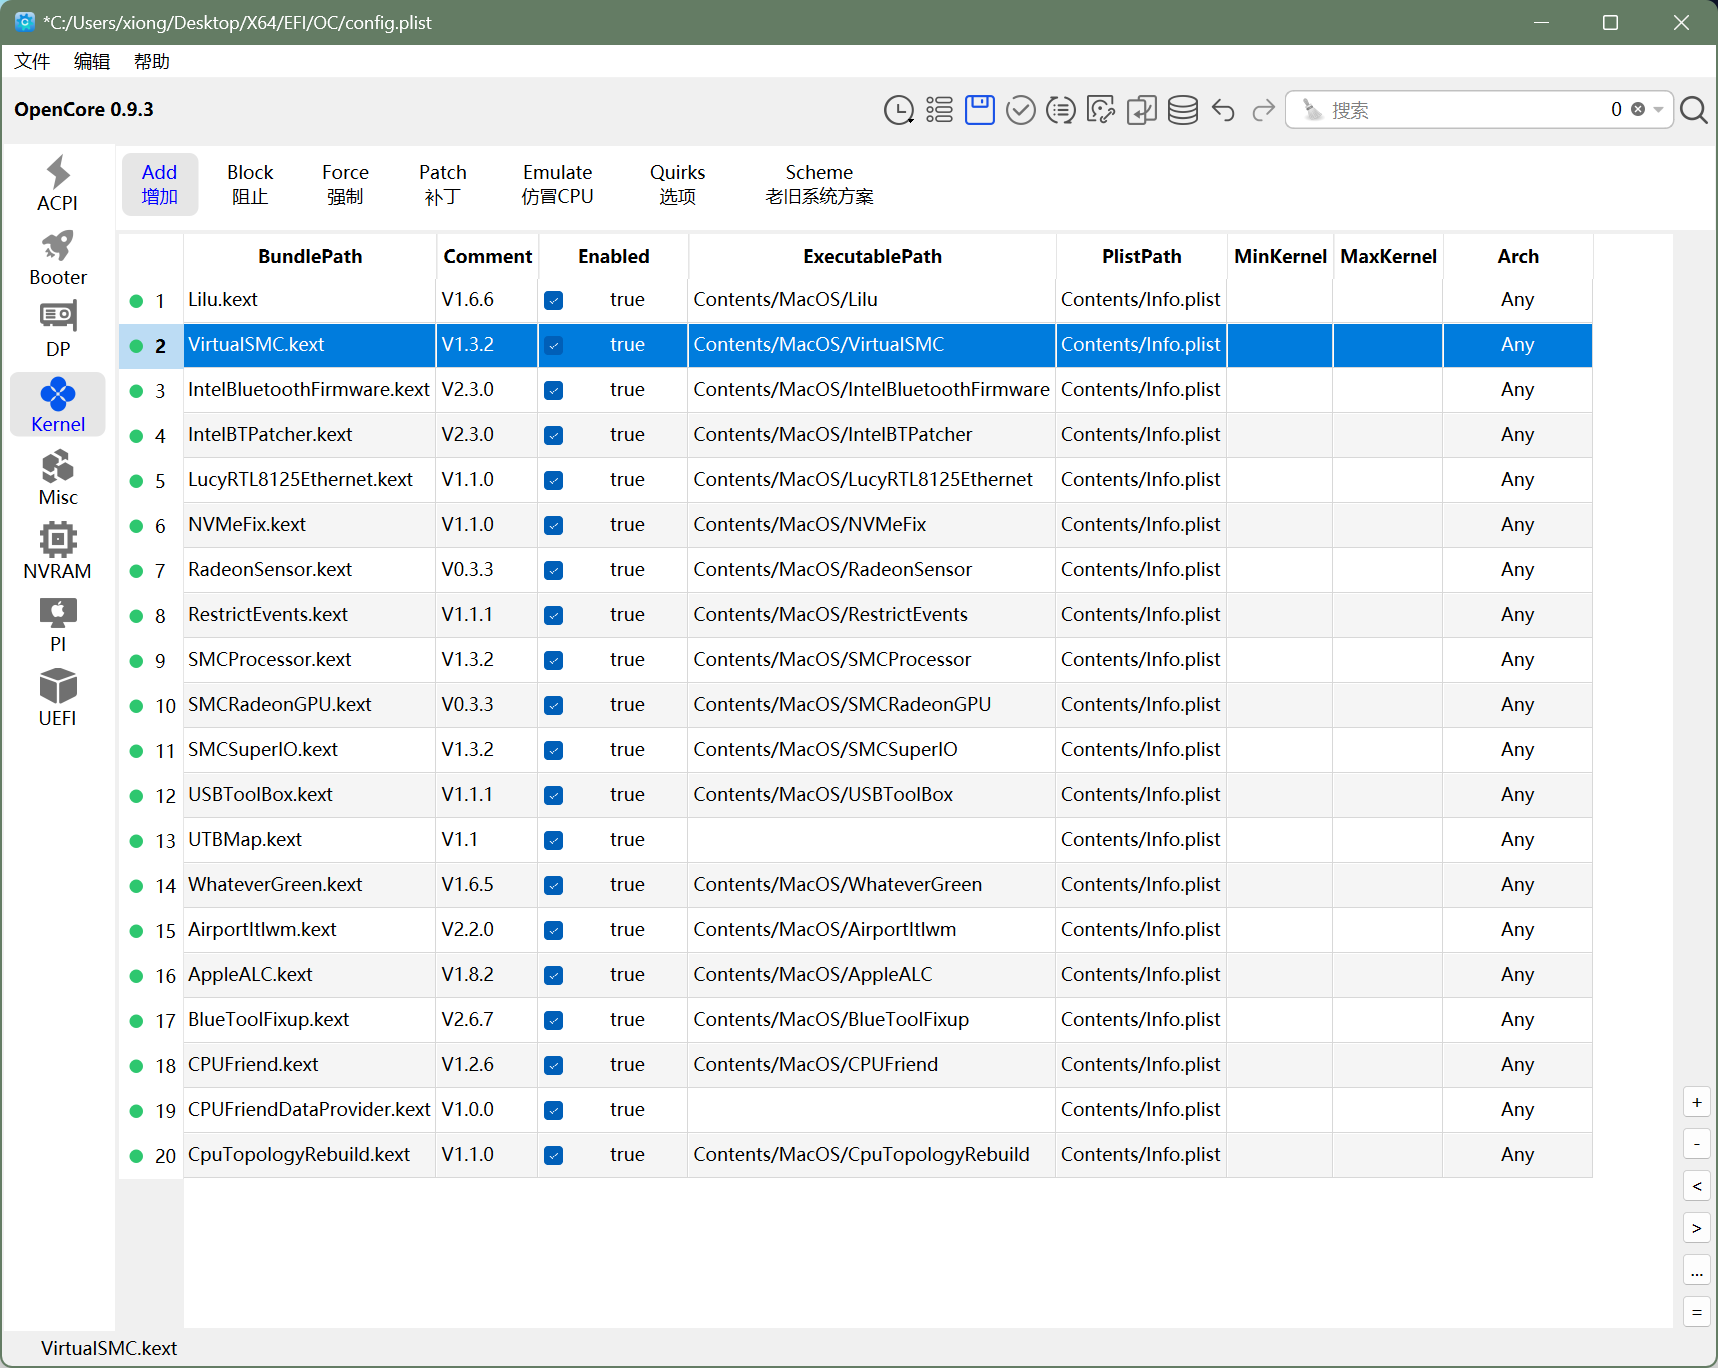 *C:/Users/xiong/Desktop/X64/EFI/OC/config.plist
文件 编辑 帮助
OpenCore 0.9.3
搜索 0
ACPI
Booter
DP
Kernel
Misc
NVRAM
PI
UEFI
Add Block Force Patch Emulate Quirks Scheme
增加 阻止 强制 补丁 仿冒CPU 选项 老旧系统方案
BundlePath Comment Enabled ExecutablePath PlistPath MinKernel MaxKernel Arch
1 Lilu.kext V1.6.6 true Contents/MacOS/Lilu Contents/Info.plist Any
2 VirtualSMC.kext V1.3.2 true Contents/MacOS/VirtualSMC Contents/Info.plist Any
3 IntelBluetoothFirmware.kext V2.3.0 true Contents/MacOS/IntelBluetoothFirmware Contents/Info.plist Any
4 IntelBTPatcher.kext V2.3.0 true Contents/MacOS/IntelBTPatcher Contents/Info.plist Any
5 LucyRTL8125Ethernet.kext V1.1.0 true Contents/MacOS/LucyRTL8125Ethernet Contents/Info.plist Any
6 NVMeFix.kext V1.1.0 true Contents/MacOS/NVMeFix Contents/Info.plist Any
7 RadeonSensor.kext V0.3.3 true Contents/MacOS/RadeonSensor Contents/Info.plist Any
8 RestrictEvents.kext V1.1.1 true Contents/MacOS/RestrictEvents Contents/Info.plist Any
9 SMCProcessor.kext V1.3.2 true Contents/MacOS/SMCProcessor Contents/Info.plist Any
10 SMCRadeonGPU.kext V0.3.3 true Contents/MacOS/SMCRadeonGPU Contents/Info.plist Any
11 SMCSuperIO.kext V1.3.2 true Contents/MacOS/SMCSuperIO Contents/Info.plist Any
12 USBToolBox.kext V1.1.1 true Contents/MacOS/USBToolBox Contents/Info.plist Any
13 UTBMap.kext V1.1 true Contents/Info.plist Any
14 WhateverGreen.kext V1.6.5 true Contents/MacOS/WhateverGreen Contents/Info.plist Any
15 AirportItlwm.kext V2.2.0 true Contents/MacOS/AirportItlwm Contents/Info.plist Any
16 AppleALC.kext V1.8.2 true Contents/MacOS/AppleALC Contents/Info.plist Any
17 BlueToolFixup.kext V2.6.7 true Contents/MacOS/BlueToolFixup Contents/Info.plist Any
18 CPUFriend.kext V1.2.6 true Contents/MacOS/CPUFriend Contents/Info.plist Any
19 CPUFriendDataProvider.kext V1.0.0 true Contents/Info.plist Any
20 CpuTopologyRebuild.kext V1.1.0 true Contents/MacOS/CpuTopologyRebuild Contents/Info.plist Any
+
-
<
>
...
=
VirtualSMC.kext